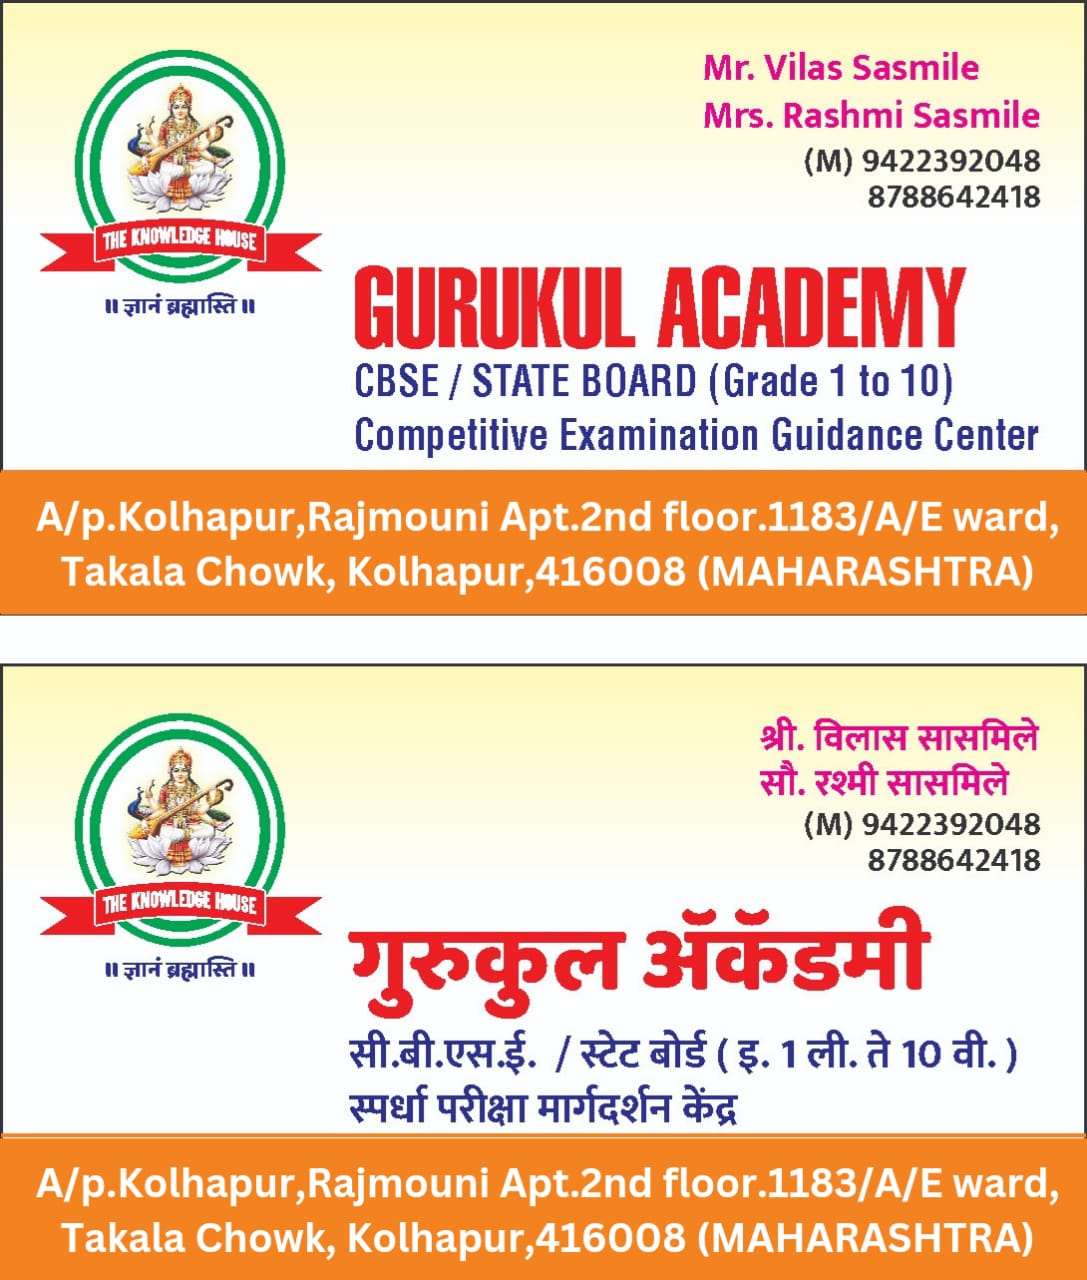 Mr. Vilas Sasmile
Mrs. Rashmi Sasmile
(M) 9422392048
8788642418
THE KNOWLEDGE HOUSE
॥ ज्ञानं ब्रह्मास्ति ॥
GURUKUL ACADEMY
CBSE / STATE BOARD (Grade 1 to 10)
Competitive Examination Guidance Center
A/p.Kolhapur,Rajmouni Apt.2nd floor.1183/A/E ward,
Takala Chowk, Kolhapur,416008 (MAHARASHTRA)
श्री. विलास सासमिले
सौ. रश्मी सासमिले
(M) 9422392048
8788642418
THE KNOWLEDGE HOUSE
॥ ज्ञानं ब्रह्मास्ति ॥
गुरुकुल ॲकॅडमी
सी.बी.एस.ई. / स्टेट बोर्ड ( इ. 1 ली. ते 10 वी. )
स्पर्धा परीक्षा मार्गदर्शन केंद्र
A/p.Kolhapur,Rajmouni Apt.2nd floor.1183/A/E ward,
Takala Chowk, Kolhapur,416008 (MAHARASHTRA)